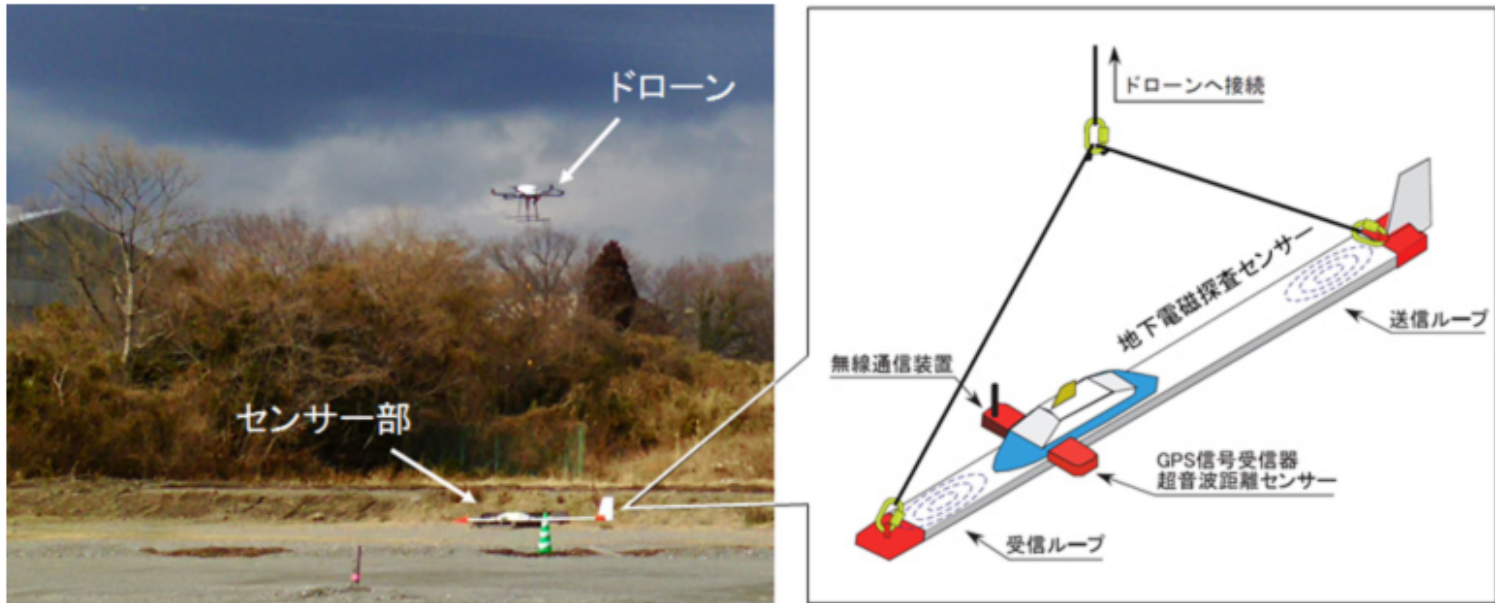 ドローン
センサー部
ドローンへ接続
地下電磁探査センサー
送信ループ
無線通信装置
GPS信号受信器
超音波距離センサー
受信ループ